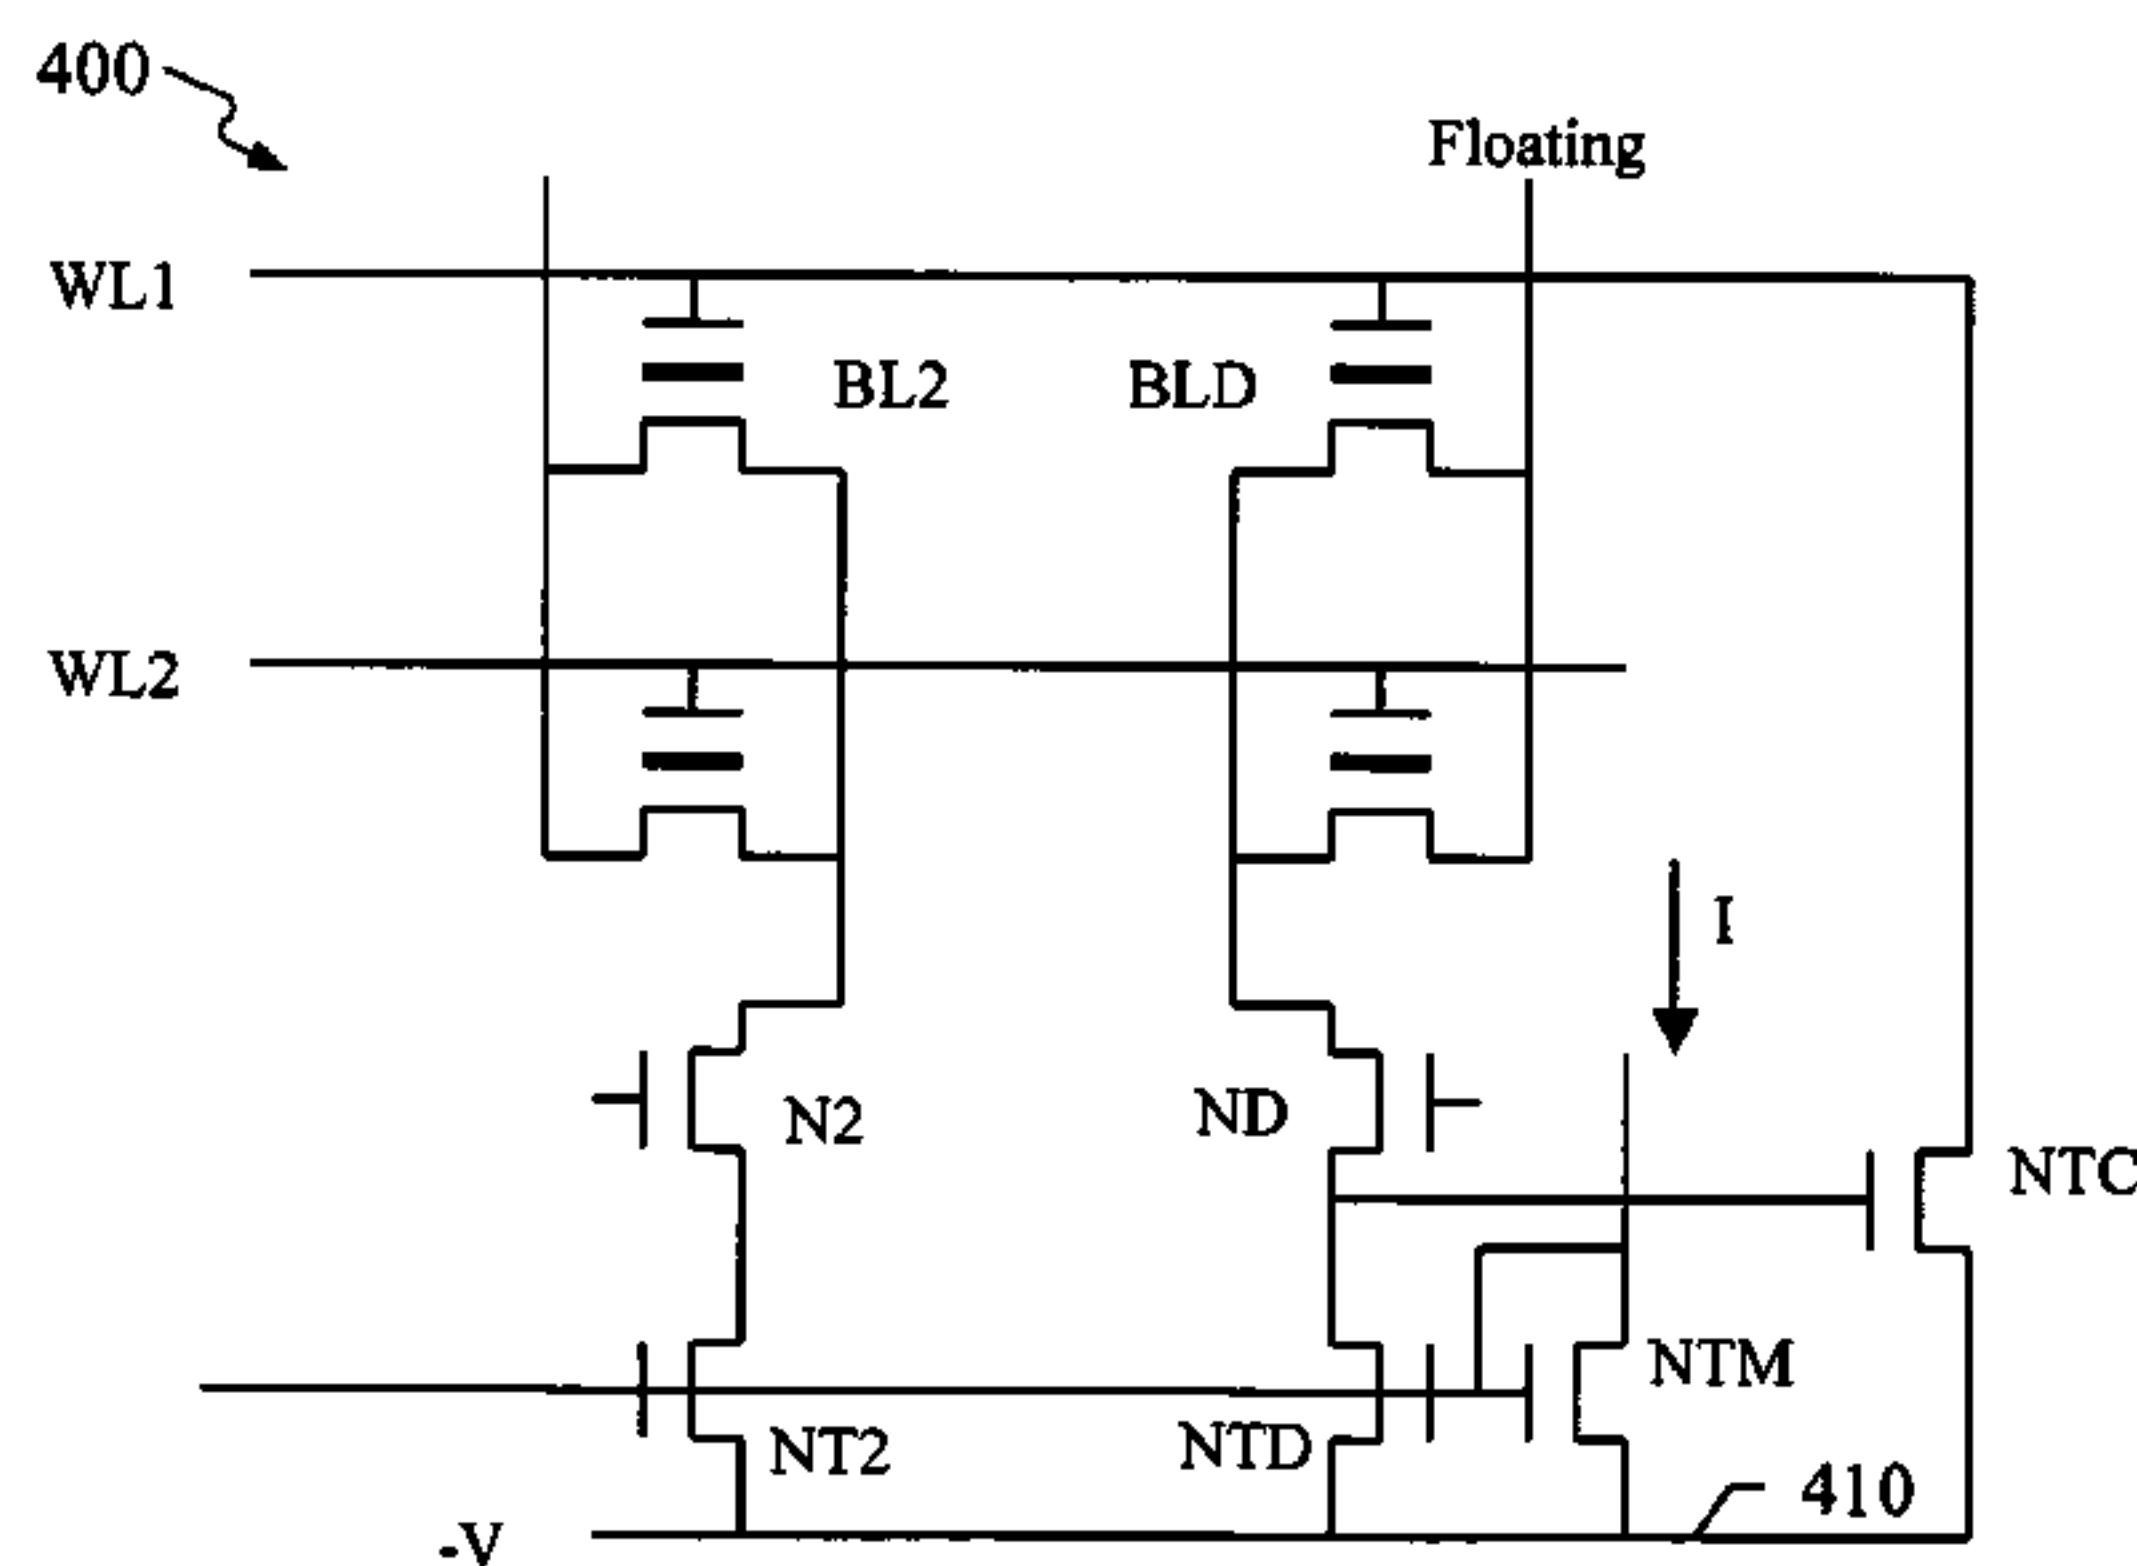 400
Floating
WL1
BL2
BLD
WL2
I
N2
ND
NTC
NTM
NT2
NTD
410
-V